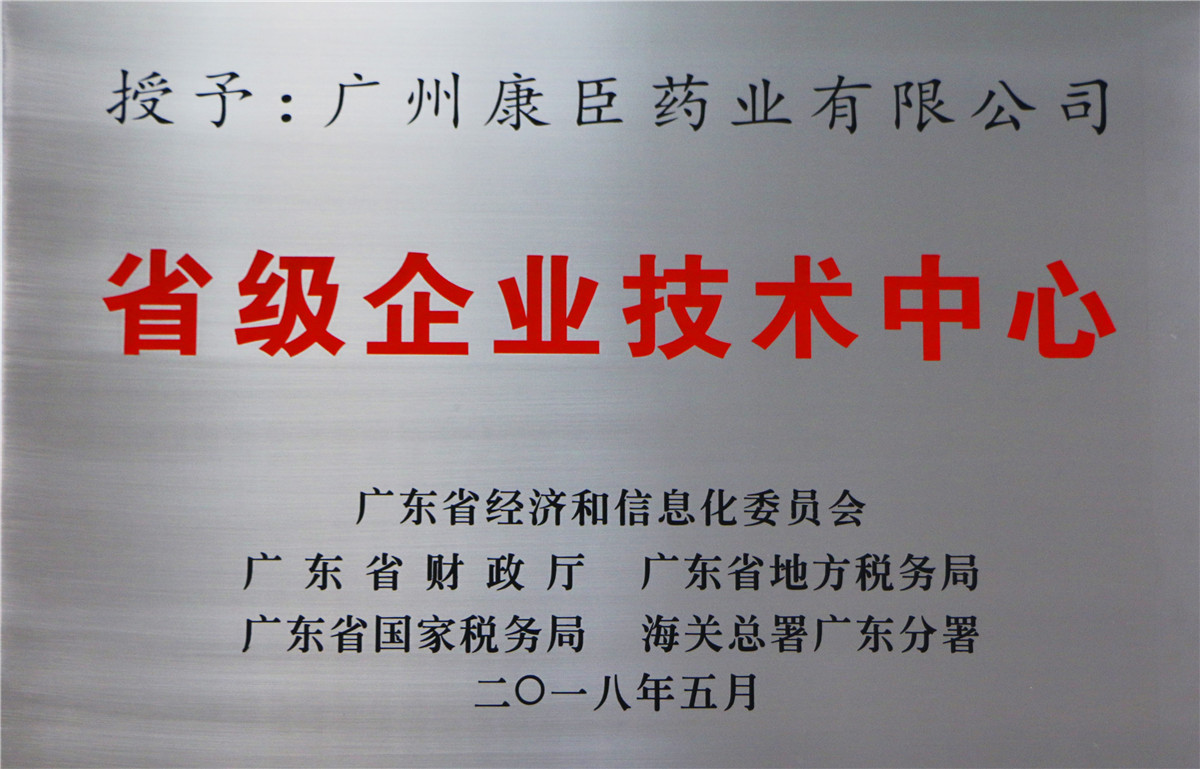 授予：广州康臣药业有限公司
省级企业技术中心
广东省经济和信息化委员会
广东省财政厅 广东省地方税务局
广东省国家税务局 海关总署广东分署
二〇一八年五月